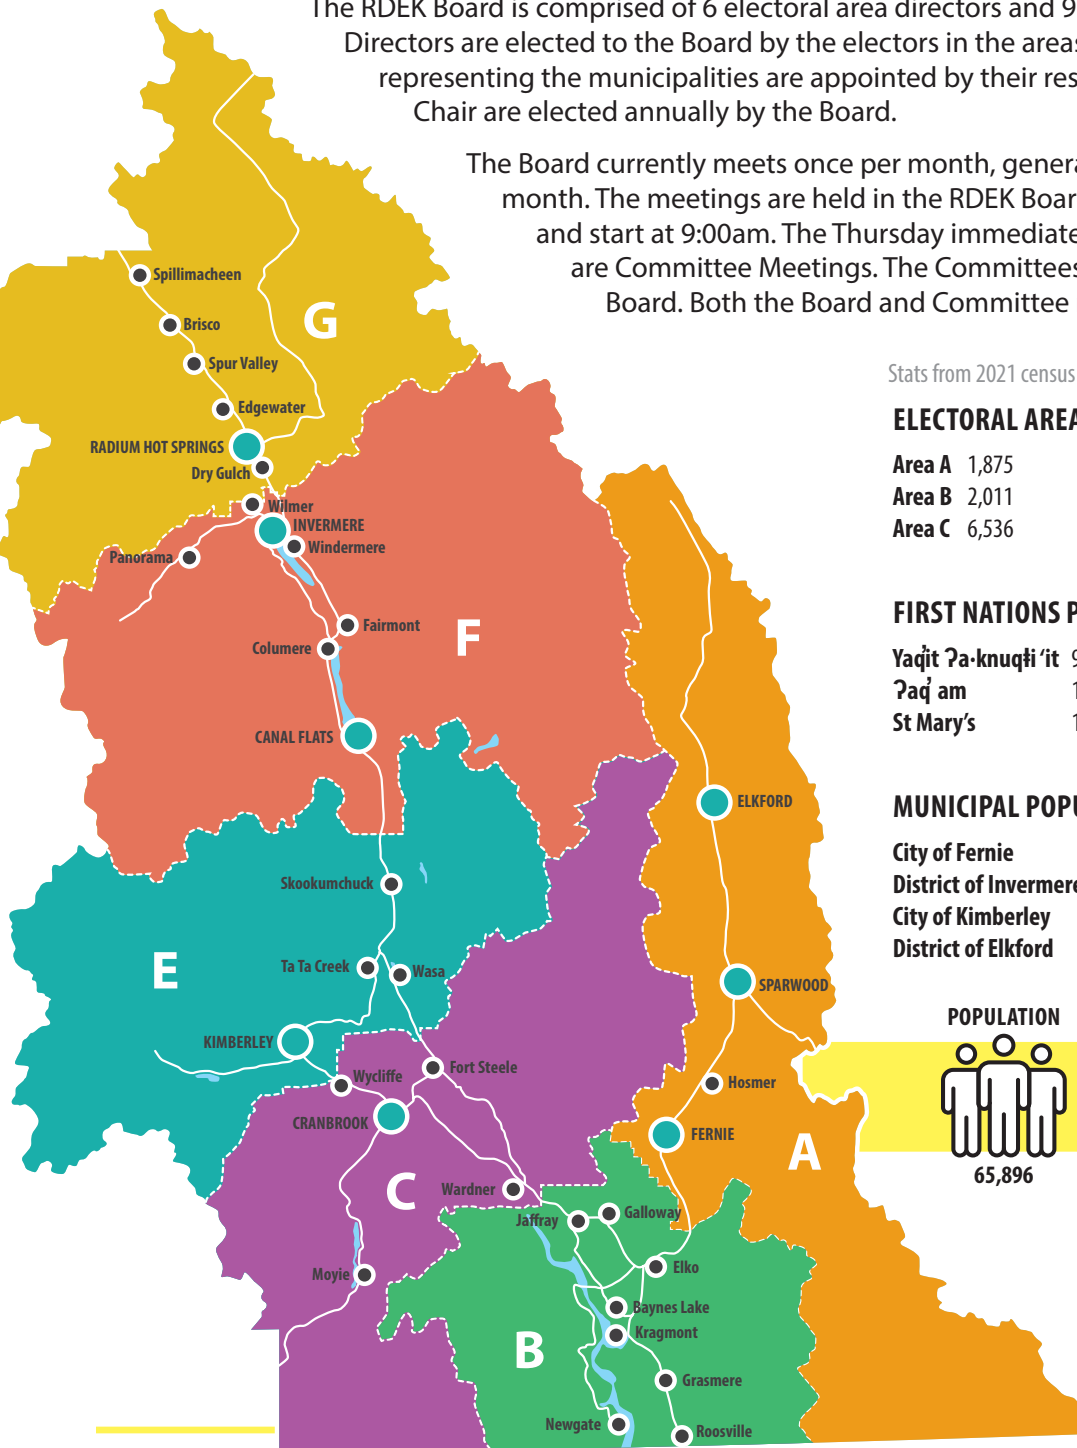 The RDEK Board is comprised of 6 electoral area directors and 9
Directors are elected to the Board by the electors in the areas
representing the municipalities are appointed by their res
Chair are elected annually by the Board.
The Board currently meets once per month, genera
month. The meetings are held in the RDEK Boar
and start at 9:00am. The Thursday immediate
are Committee Meetings. The Committees
Board. Both the Board and Committee
Spillimacheen
Brisco
G
Spur Valley
Edgewater
RADIUM HOT SPRINGS
Dry Gulch
Wilmer
INVERMERE
Windermere
Panorama
Fairmont
F
Columere
CANAL FLATS
ELKFORD
Skookumchuck
E
Ta Ta Creek
Wasa
SPARWOOD
KIMBERLEY
Fort Steele
Wycliffe
Hosmer
CRANBROOK
FERNIE
A
C
Wardner
Jaffray
Galloway
Moyie
Elko
Baynes Lake
Kragmont
B
Grasmere
Newgate
Roosville
Stats from 2021 census
ELECTORAL AREA
Area A 1,875
Area B 2,011
Area C 6,536
FIRST NATIONS P
Yaq̓it ʔa·knuqⱡi ‘it 9
ʔaq̓ am 1
St Mary’s 1
MUNICIPAL POPU
City of Fernie
District of Invermere
City of Kimberley
District of Elkford
POPULATION
65,896